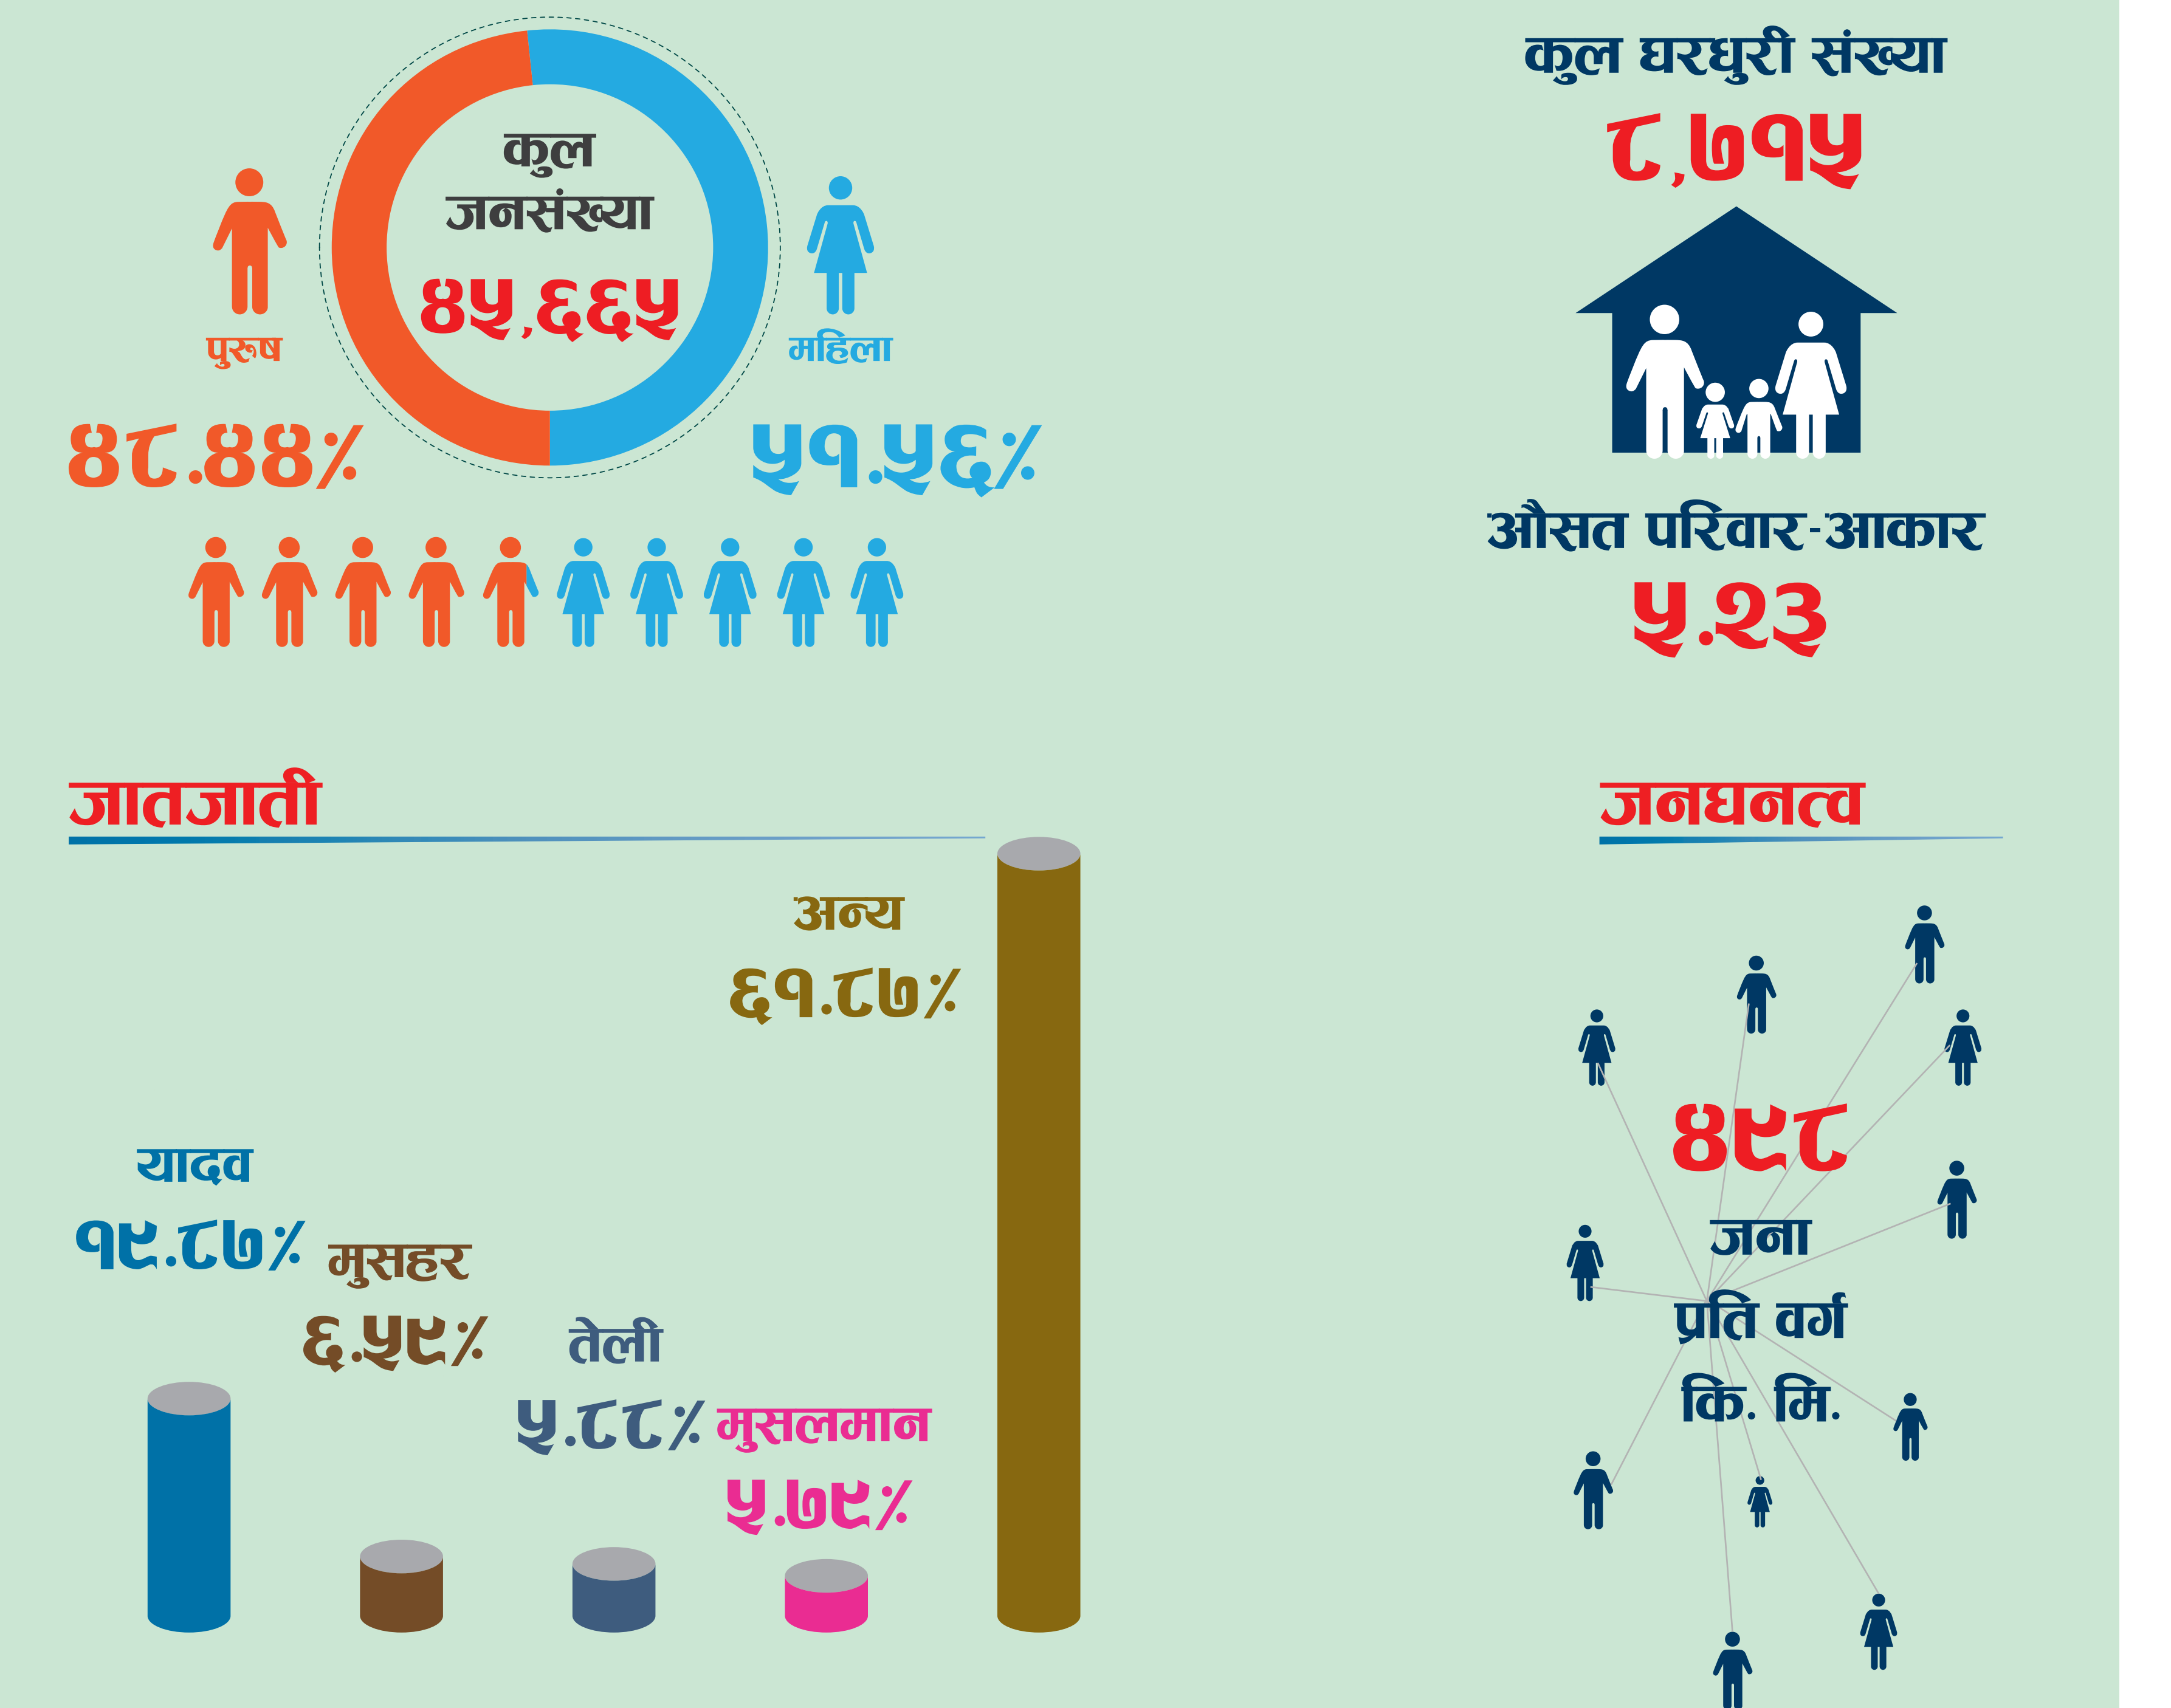 कुल
जनसंख्या
४५,६६५
पुरुष
४८.४४%
महिला
५१.५६%
कुल घरधुरी संख्या
८,७१५
औसत परिवार-आकार
५.२३
जातजाती
यादव
१९.८७%
मुसहर
६.५९%
तेली
५.८८%
मुसलमान
५.७९%
अन्य
६१.८७%
जनघनत्व
४९८
जना
प्रति वर्ग
कि. मि.